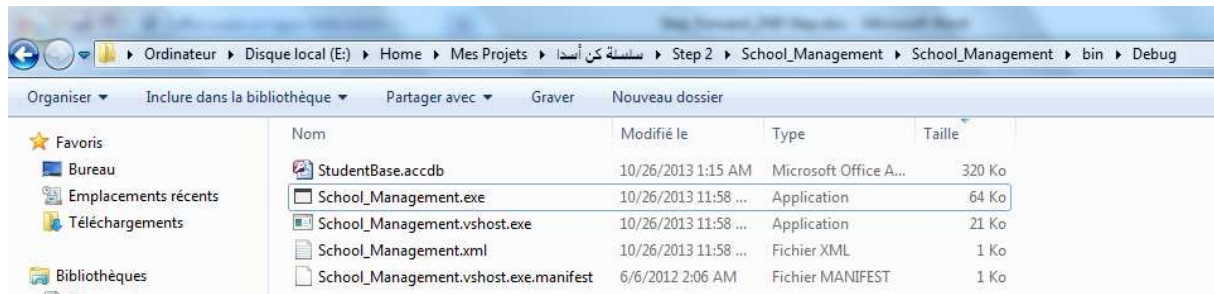 Ordinateur Disque local (E:) Home Mes Projets سلسلة كن أسدا Step 2 School_Management School_Management bin Debug
Organiser Inclure dans la bibliothèque Partager avec Graver Nouveau dossier
Favoris
Bureau
Emplacements récents
Téléchargements
Bibliothèques
Nom Modifié le Type Taille
StudentBase.accdb 10/26/2013 1:15 AM Microsoft Office A... 320 Ko
School_Management.exe 10/26/2013 11:58 ... Application 64 Ko
School_Management.vshost.exe 10/26/2013 11:58 ... Application 21 Ko
School_Management.xml 10/26/2013 11:58 ... Fichier XML 1 Ko
School_Management.vshost.exe.manifest 6/6/2012 2:06 AM Fichier MANIFEST 1 Ko